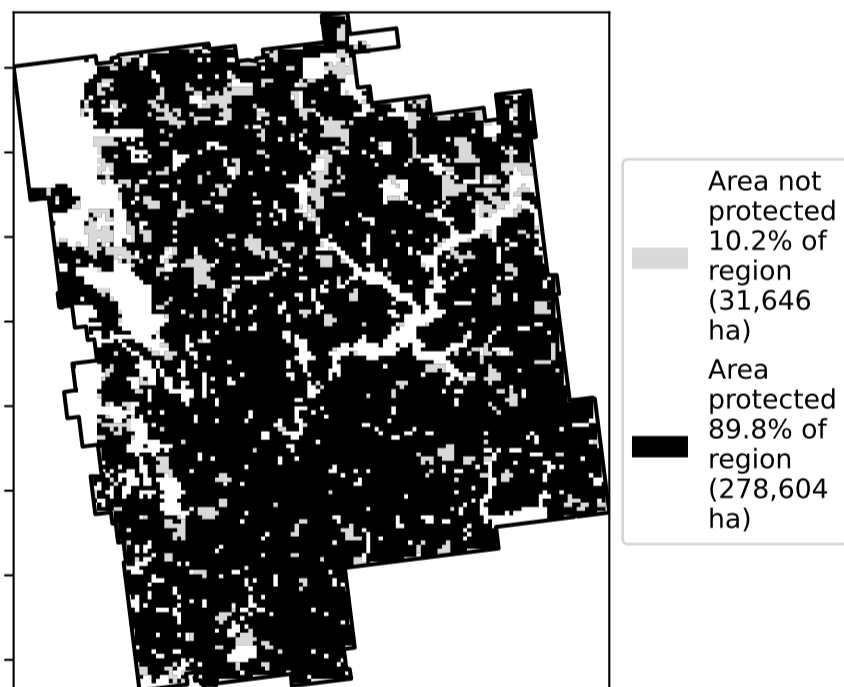 Area not
protected
10.2% of
region
(31,646
ha)
Area
protected
89.8% of
region
(278,604
ha)